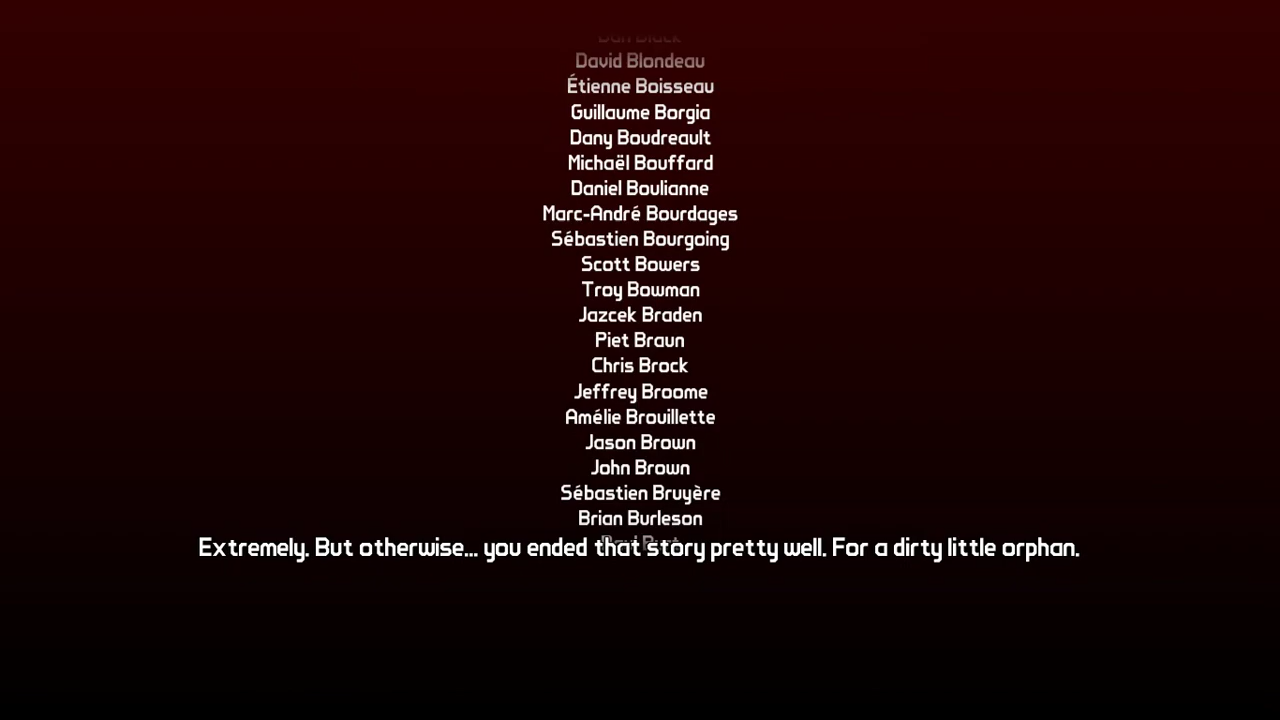 Dan Black
David Blondeau
Étienne Boisseau
Guillaume Borgia
Dany Boudreault
Michaël Bouffard
Daniel Boulianne
Marc-André Bourdages
Sébastien Bourgoing
Scott Bowers
Troy Bowman
Jazcek Braden
Piet Braun
Chris Brock
Jeffrey Broome
Amélie Brouillette
Jason Brown
John Brown
Sébastien Bruyère
Brian Burleson
Extremely. But otherwise... you ended that story pretty well. For a dirty little orphan.